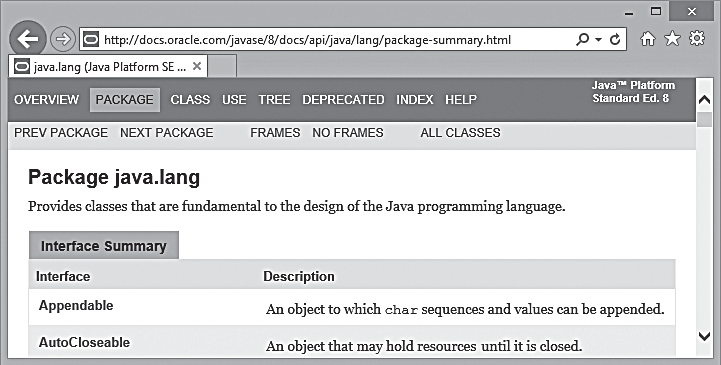 http://docs.oracle.com/javase/8/docs/api/java/lang/package-summary.html
java.lang (Java Platform SE ...
OVERVIEW PACKAGE CLASS USE TREE DEPRECATED INDEX HELP
Java™ Platform
Standard Ed. 8
PREV PACKAGE NEXT PACKAGE FRAMES NO FRAMES ALL CLASSES
Package java.lang
Provides classes that are fundamental to the design of the Java programming language.
Interface Summary
Interface Description
Appendable An object to which char sequences and values can be appended.
AutoCloseable An object that may hold resources until it is closed.